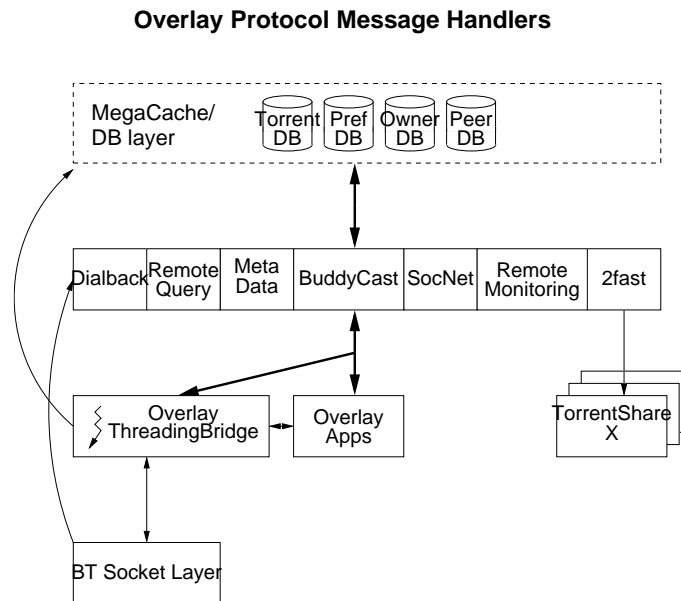 Overlay Protocol Message Handlers
MegaCache/
DB layer
Torrent
DB
Pref
DB
Owner
DB
Peer
DB
Dialback
Remote
Query
Meta
Data
BuddyCast
SocNet
Remote
Monitoring
2fast
Overlay
ThreadingBridge
Overlay
Apps
TorrentShare
X
BT Socket Layer